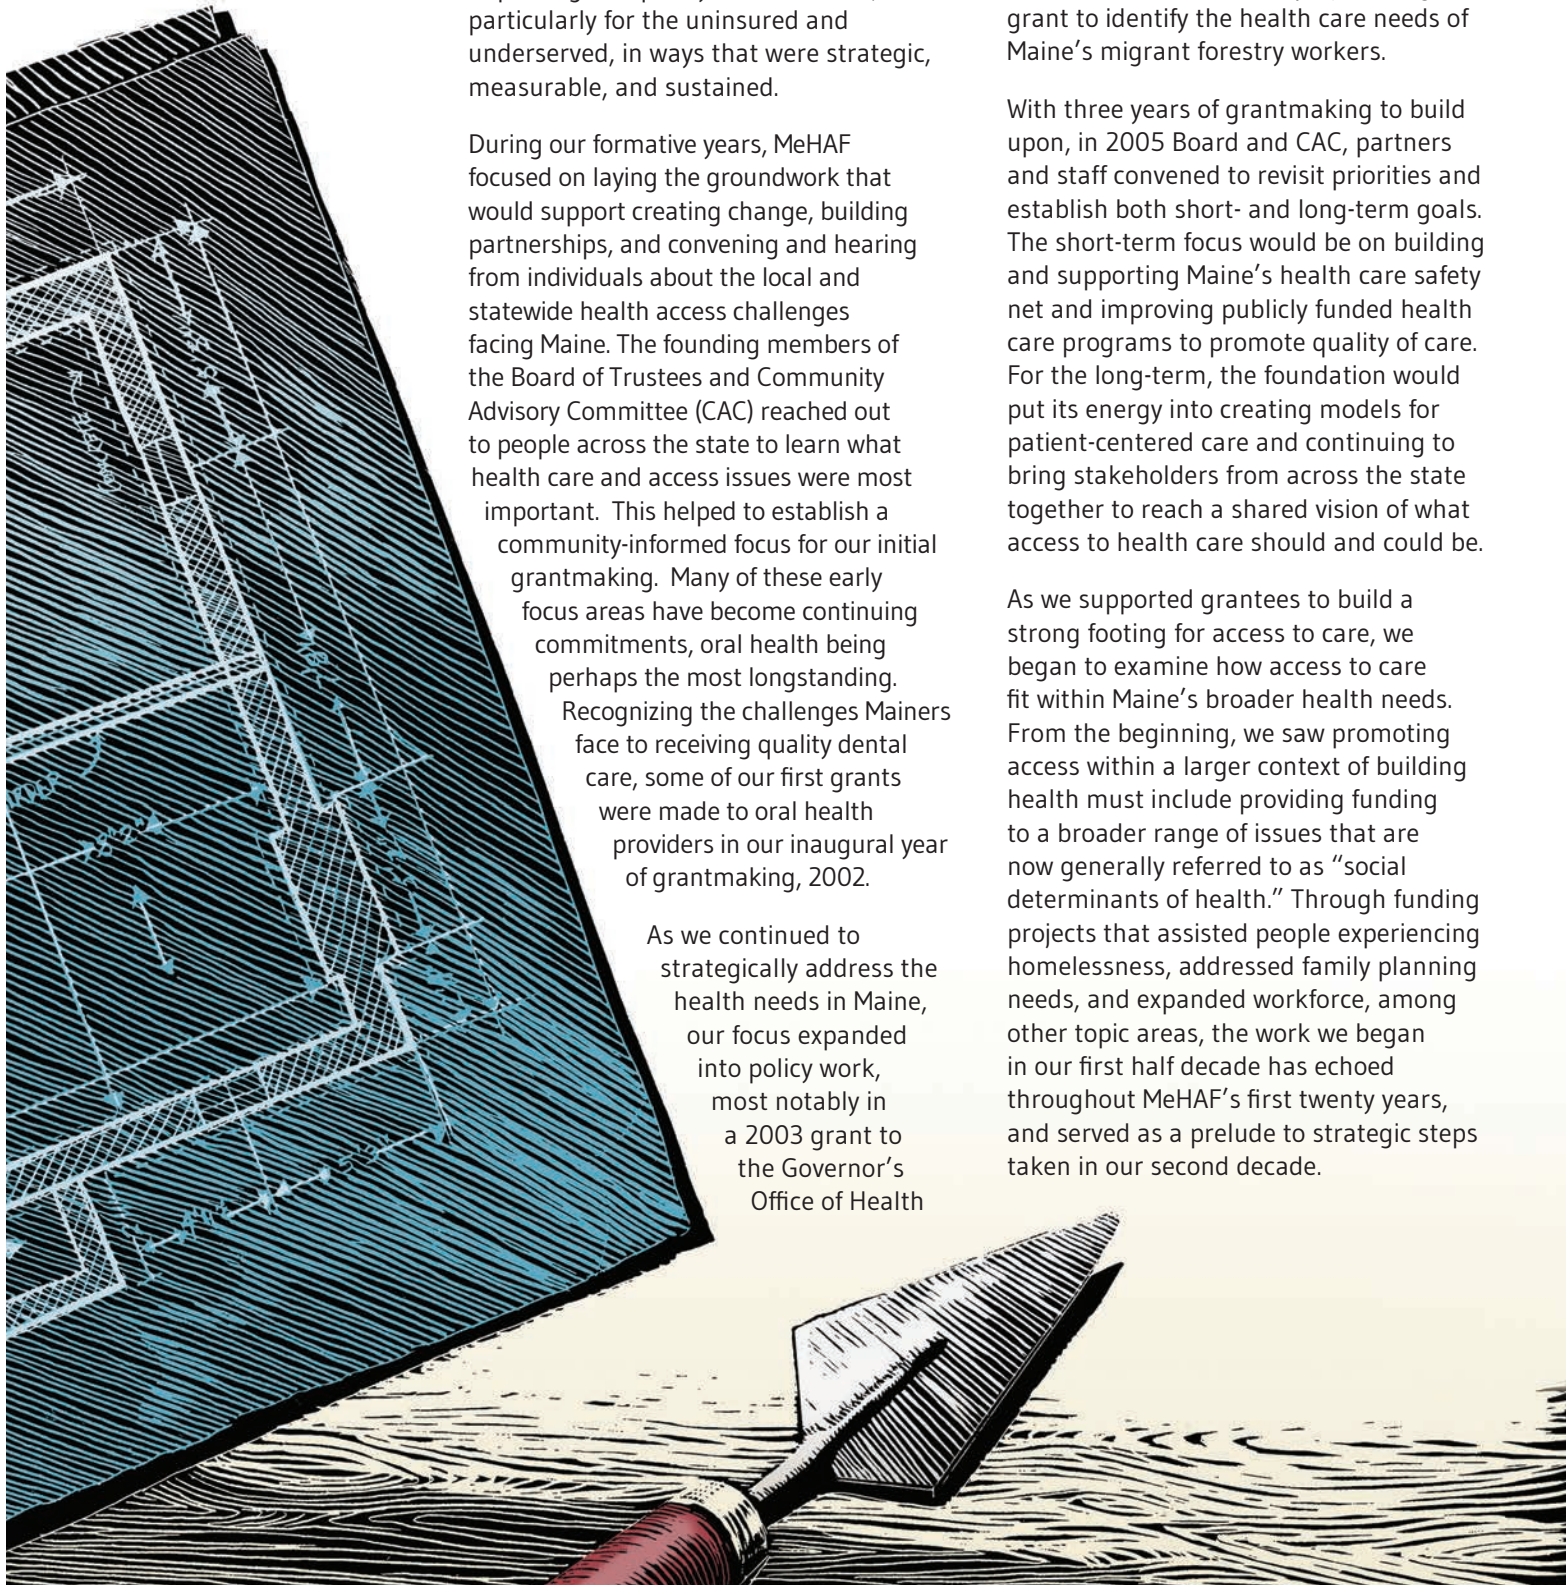 particularly for the uninsured and
underserved, in ways that were strategic,
measurable, and sustained.
During our formative years, MeHAF
focused on laying the groundwork that
would support creating change, building
partnerships, and convening and hearing
from individuals about the local and
statewide health access challenges
facing Maine. The founding members of
the Board of Trustees and Community
Advisory Committee (CAC) reached out
to people across the state to learn what
health care and access issues were most
important.  This helped to establish a
community-informed focus for our initial
grantmaking.  Many of these early
focus areas have become continuing
commitments, oral health being
perhaps the most longstanding.
Recognizing the challenges Mainers
face to receiving quality dental
care, some of our first grants
were made to oral health
providers in our inaugural year
of grantmaking, 2002.
As we continued to
strategically address the
health needs in Maine,
our focus expanded
into policy work,
most notably in
a 2003 grant to
the Governor’s
Office of Health
grant to identify the health care needs of
Maine’s migrant forestry workers.
With three years of grantmaking to build
upon, in 2005 Board and CAC, partners
and staff convened to revisit priorities and
establish both short- and long-term goals.
The short-term focus would be on building
and supporting Maine’s health care safety
net and improving publicly funded health
care programs to promote quality of care.
For the long-term, the foundation would
put its energy into creating models for
patient-centered care and continuing to
bring stakeholders from across the state
together to reach a shared vision of what
access to health care should and could be.
As we supported grantees to build a
strong footing for access to care, we
began to examine how access to care
fit within Maine’s broader health needs.
From the beginning, we saw promoting
access within a larger context of building
health must include providing funding
to a broader range of issues that are
now generally referred to as “social
determinants of health.” Through funding
projects that assisted people experiencing
homelessness, addressed family planning
needs, and expanded workforce, among
other topic areas, the work we began
in our first half decade has echoed
throughout MeHAF’s first twenty years,
and served as a prelude to strategic steps
taken in our second decade.